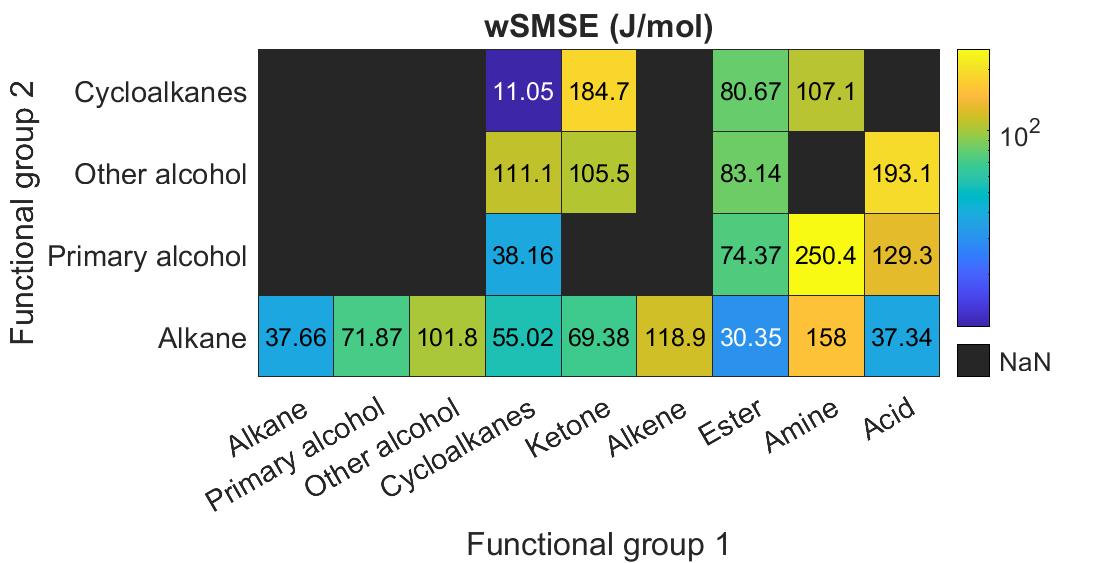 wSMSE (J/mol)
Functional group 2
Cycloalkanes 11.05 184.7 80.67 107.1
Other alcohol 111.1 105.5 83.14 193.1
Primary alcohol 38.16 74.37 250.4 129.3
Alkane 37.66 71.87 101.8 55.02 69.38 118.9 30.35 158 37.34
10²
NaN
Alkane
Primary alcohol
Other alcohol
Cycloalkanes
Ketone
Alkene
Ester
Amine
Acid
Functional group 1